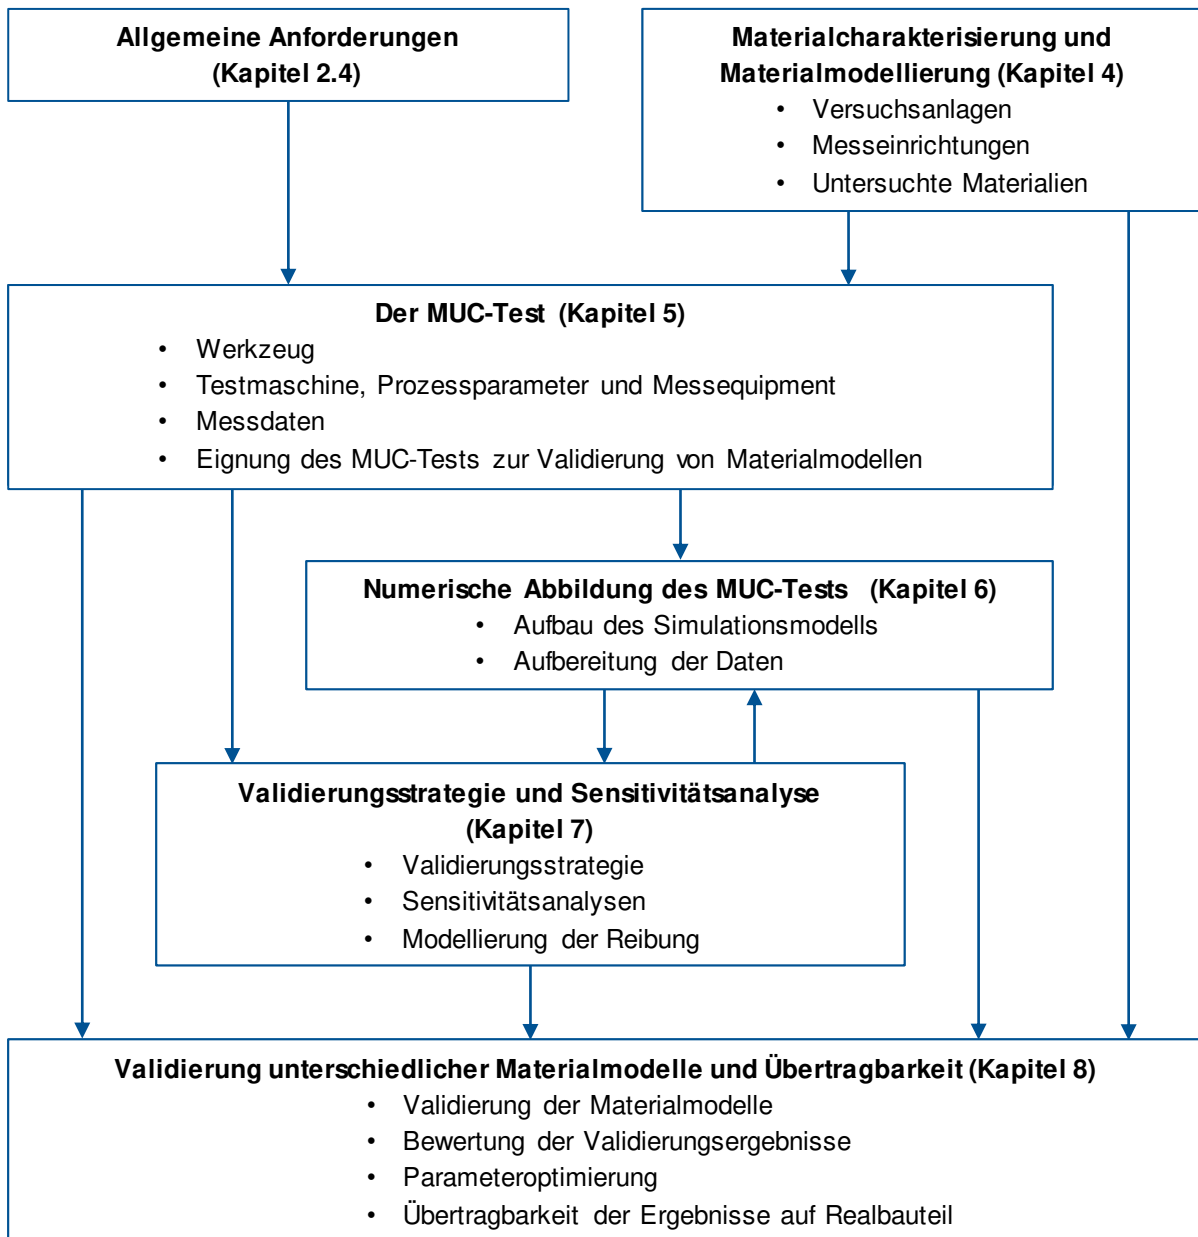 Allgemeine Anforderungen
(Kapitel 2.4)
Materialcharakterisierung und
Materialmodellierung (Kapitel 4)
• Versuchsanlagen
• Messeinrichtungen
• Untersuchte Materialien
Der MUC-Test (Kapitel 5)
• Werkzeug
• Testmaschine, Prozessparameter und Messequipment
• Messdaten
• Eignung des MUC-Tests zur Validierung von Materialmodellen
Numerische Abbildung des MUC-Tests (Kapitel 6)
• Aufbau des Simulationsmodells
• Aufbereitung der Daten
Validierungsstrategie und Sensitivitätsanalyse
(Kapitel 7)
• Validierungsstrategie
• Sensitivitätsanalysen
• Modellierung der Reibung
Validierung unterschiedlicher Materialmodelle und Übertragbarkeit (Kapitel 8)
• Validierung der Materialmodelle
• Bewertung der Validierungsergebnisse
• Parameteroptimierung
• Übertragbarkeit der Ergebnisse auf Realbauteil